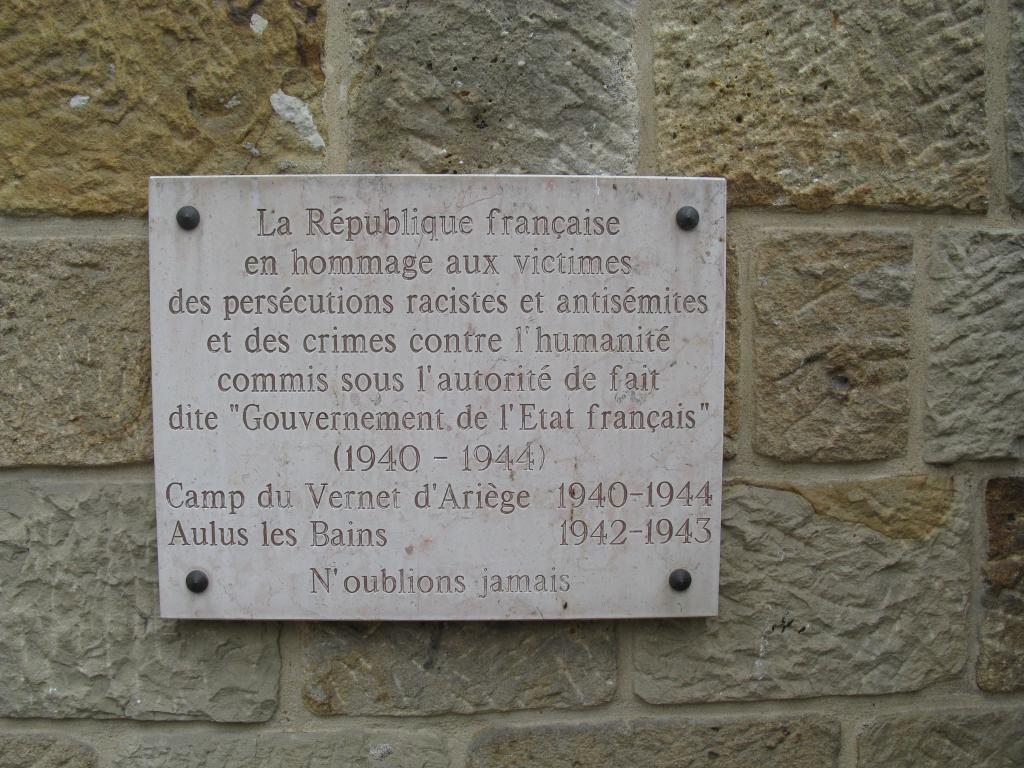 La République française
en hommage aux victimes
des persécutions racistes et antisémites
et des crimes contre l'humanité
commis sous l'autorité de fait
dite "Gouvernement de l'Etat français"
(1940 - 1944)
Camp du Vernet d'Ariège 1940-1944
Aulus les Bains 1942-1943
N'oublions jamais